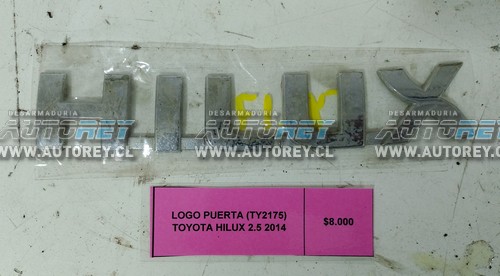 HILUX
DESARMADURIA DESARMADURIA DESARMADURIA
AUTOREY AUTOREY AUTOREY
WWW.AUTOREY.CL WWW.AUTOREY.CL WWW.AUTOREY.CL
LOGO PUERTA (TY2175)
TOYOTA HILUX 2.5 2014
$8.000